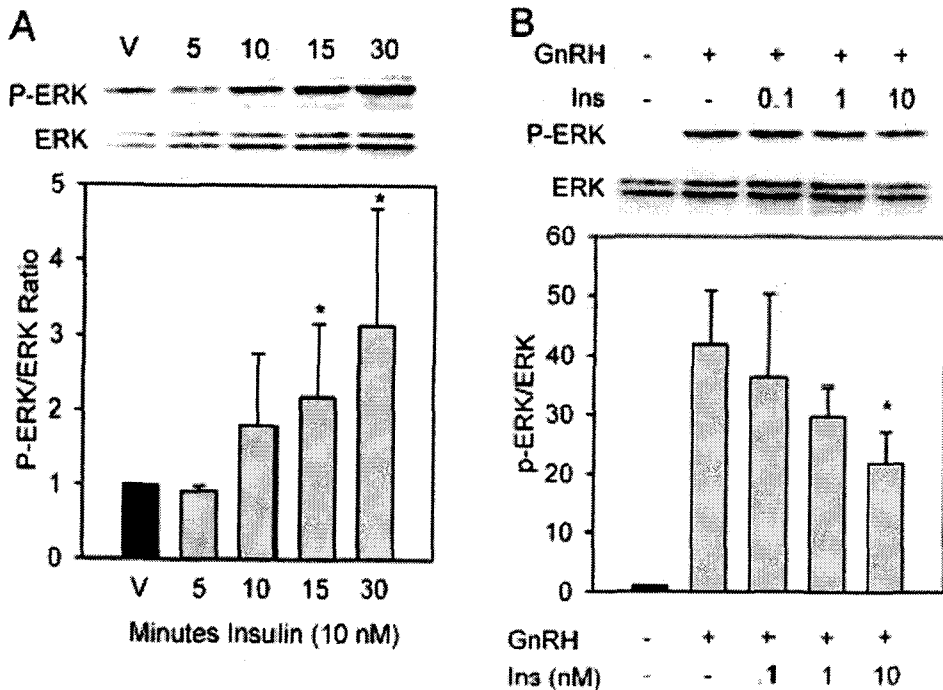 A
V 5 10 15 30
P-ERK
ERK
5
4
3
2
1
0
P-ERK/ERK Ratio
*
*
V 5 10 15 30
Minutes Insulin (10 nM)
B
GnRH - + + + +
Ins - - 0.1 1 10
P-ERK
ERK
60
50
40
30
20
10
0
p-ERK/ERK
*
GnRH - + + + +
Ins (nM) - - .1 1 10